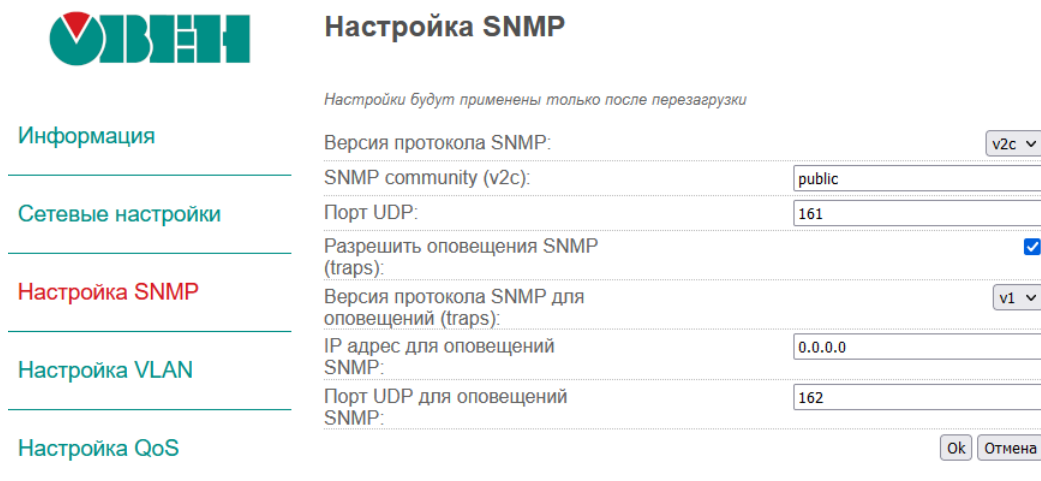 ОВЕН
Настройка SNMP
Настройки будут применены только после перезагрузки
Информация
Сетевые настройки
Настройка SNMP
Настройка VLAN
Настройка QoS
Версия протокола SNMP: v2c
SNMP community (v2c): public
Порт UDP: 161
Разрешить оповещения SNMP
(traps):
Версия протокола SNMP для v1
оповещений (traps):
IP адрес для оповещений 0.0.0.0
SNMP:
Порт UDP для оповещений 162
SNMP:
Ok Отмена